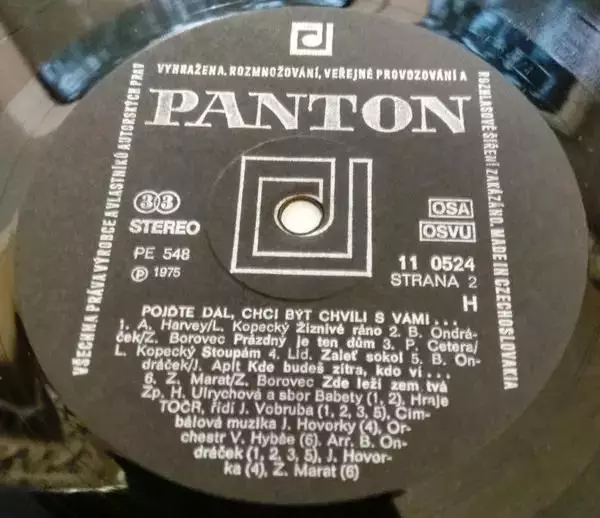 VYHRAŽENA. ROZMNOŽOVÁNÍ, VEŘEJNÉ PROVOZOVÁNÍ A
ROZHLASOVÉ ŠÍŘENÍ ZAKÁZÁNO. MADE IN CZECHOSLOVAKIA
VŠECHNA PRÁVA VÝROBCE A VLASTNÍKŮ AUTORSKÝCH PRÁV
PANTON
33
STEREO
PE 548
Ⓟ 1975
OSA
OSVU
11 0524
STRANA 2
H
POJĎTE DÁL, CHCI BÝT CHVÍLI S VÁMI . . .
1. A. Harvey/L. Kopecký Žíznivé ráno 2. B. Ondrá-
ček/Z. Borovec Prázdný je ten dům 3. P. Cetera/
L. Kopecký Stoupám 4. Lid. Zaleť sokol 5. B. On-
dráček/J. Aplt Kde budeš zítra, kdo ví . . .
6. Z. Marat/Z. Borovec Zde leží zem tvá
Zp. H. Ulrychová a sbor Babety (1, 2), Hraje
TOČR, řídí J. Vobruba (1, 2, 3, 5), Cim-
bálová muzika J. Hovorky (4), Or-
chestr V. Hybše (6). Arr. B. On-
dráček (1, 2, 3, 5), J. Hovor-
ka (4), Z. Marat (6)